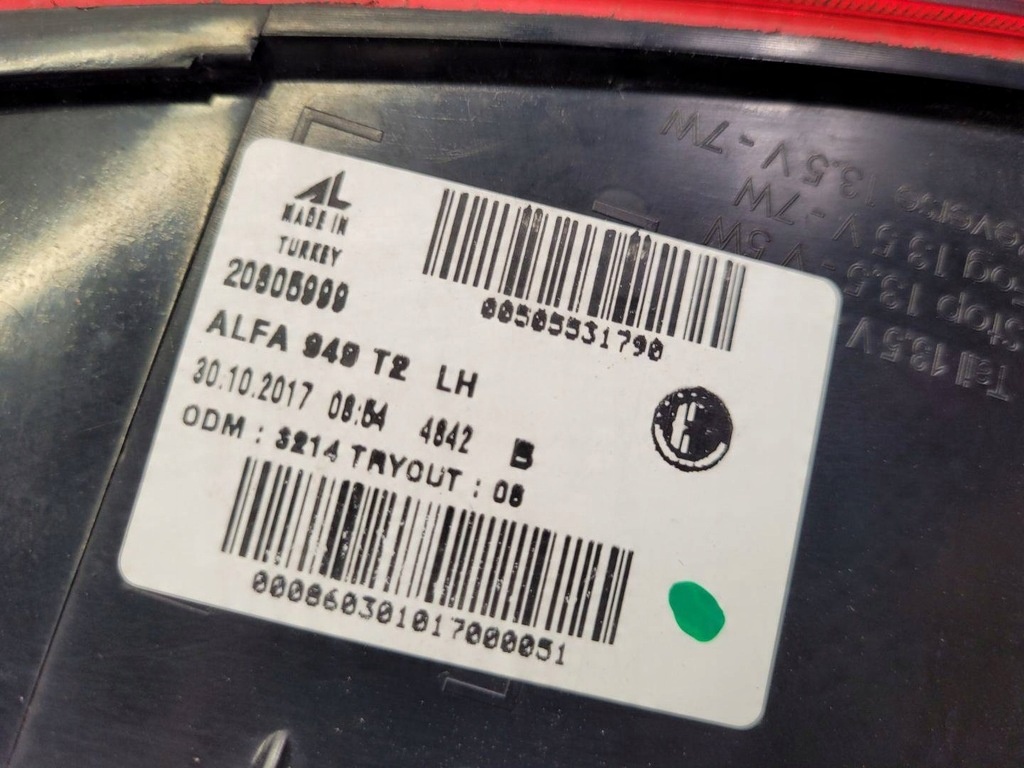 AL
MADE IN
TURKEY
20805999
ALFA 949 T2 LH
30.10.2017 08:54 4842 B
ODM : 3214 TRYOUT : 08
00505531790
000860301017000051
Tail 13.5V
Stop 13.5 - V 5W
Fog 13.5 V - 7W
Reverse 13.5 V - 7W